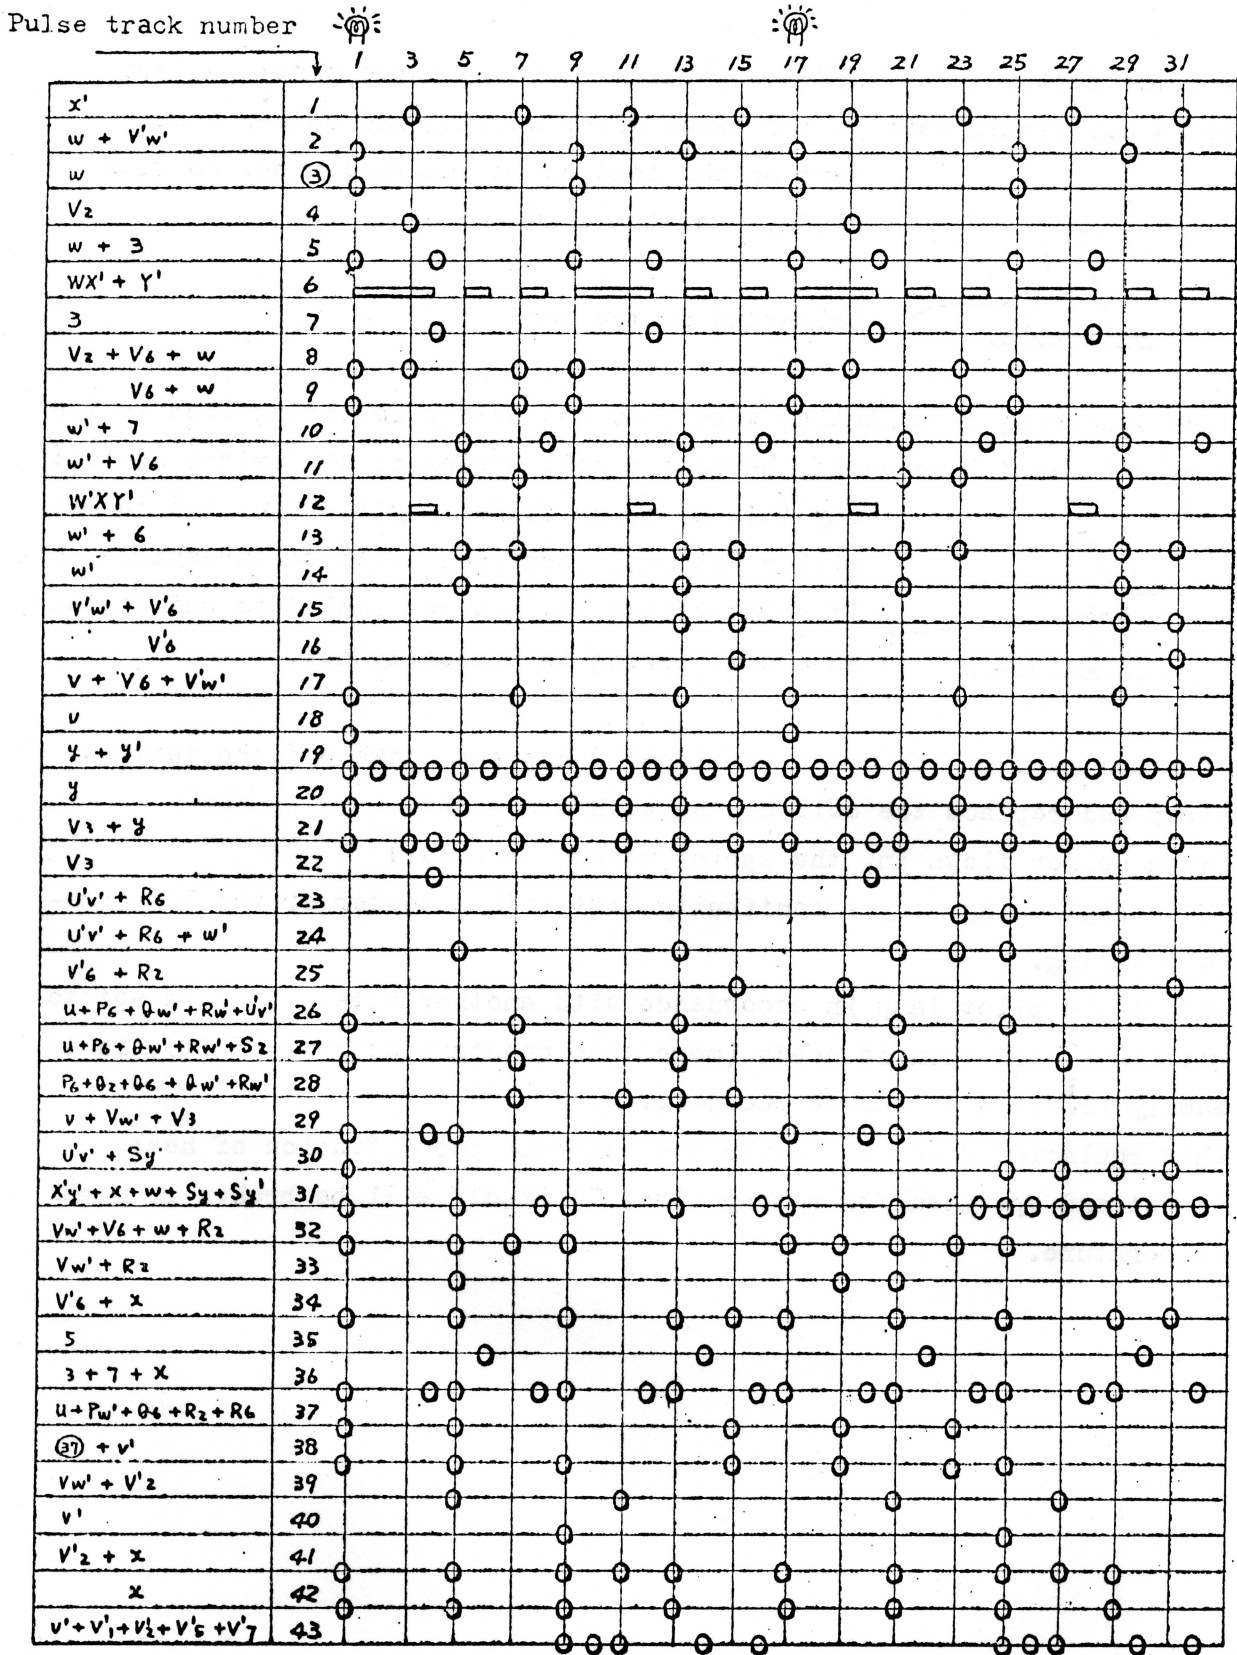 Pulse track number
1 3 5 7 9 11 13 15 17 19 21 23 25 27 29 31
x' 1
w + V'w' 2
w ③
V2 4
w + 3 5
WX' + Y' 6
3 7
V2 + V6 + w 8
V6 + w 9
w' + 7 10
w' + V6 11
W'XY' 12
w' + 6 13
w' 14
V'w' + V'6 15
V'6 16
v + V6 + V'w' 17
v 18
y + y' 19
y 20
V3 + y 21
V3 22
U'v' + R6 23
U'v' + R6 + w' 24
V'6 + R2 25
u + P6 + Qw' + Rw' + U'v' 26
u + P6 + Qw' + Rw' + S2 27
P6 + Q2 + Q6 + Qw' + Rw' 28
v + Vw' + V3 29
U'v' + Sy 30
X'y' + x + w + Sy + Sy' 31
Vw' + V6 + w + R2 32
Vw' + R2 33
V'6 + x 34
5 35
3 + 7 + x 36
u + Pw' + Q6 + R2 + R6 37
㊲ + v' 38
Vw' + V'2 39
v' 40
V'2 + x 41
x 42
v' + V'1 + V'2 + V'5 + V'7 43